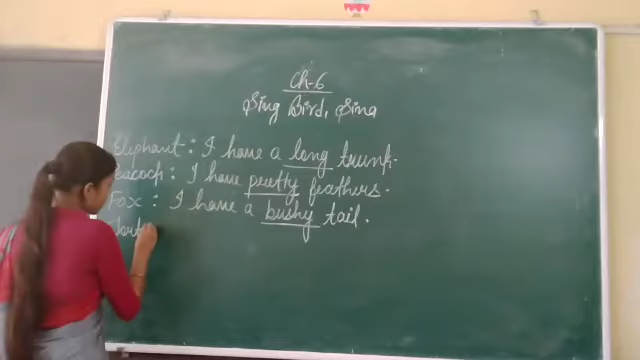 Ch-6
Sing Bird, Sing
Elephant : I have a long trunk.
Peacock : I have pretty feathers.
Fox : I have a bushy tail.